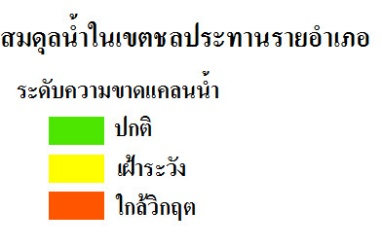 สมดุลน้ำในเขตชลประทานรายอำเภอ
ระดับความขาดแคลนน้ำ
ปกติ
เฝ้าระวัง
ใกล้วิกฤต